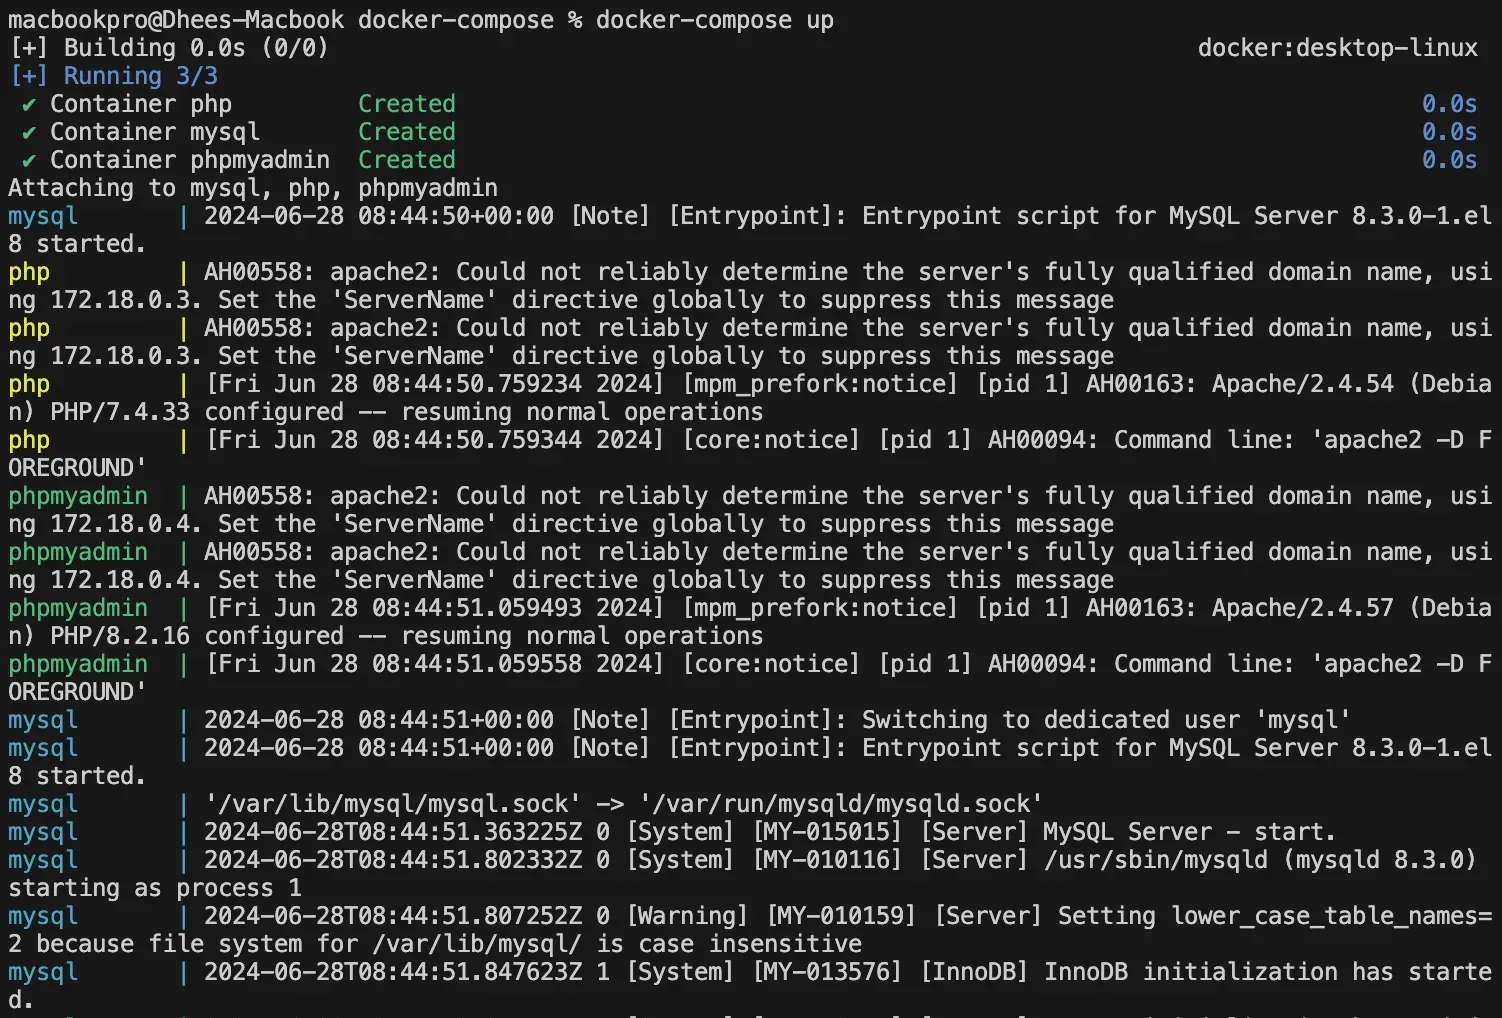 macbookpro@Dhees-Macbook docker-compose % docker-compose up
[+] Building 0.0s (0/0) docker:desktop-linux
[+] Running 3/3
✔ Container php Created 0.0s
✔ Container mysql Created 0.0s
✔ Container phpmyadmin Created 0.0s
Attaching to mysql, php, phpmyadmin
mysql | 2024-06-28 08:44:50+00:00 [Note] [Entrypoint]: Entrypoint script for MySQL Server 8.3.0-1.el
8 started.
php | AH00558: apache2: Could not reliably determine the server's fully qualified domain name, usi
ng 172.18.0.3. Set the 'ServerName' directive globally to suppress this message
php | AH00558: apache2: Could not reliably determine the server's fully qualified domain name, usi
ng 172.18.0.3. Set the 'ServerName' directive globally to suppress this message
php | [Fri Jun 28 08:44:50.759234 2024] [mpm_prefork:notice] [pid 1] AH00163: Apache/2.4.54 (Debia
n) PHP/7.4.33 configured -- resuming normal operations
php | [Fri Jun 28 08:44:50.759344 2024] [core:notice] [pid 1] AH00094: Command line: 'apache2 -D F
OREGROUND'
phpmyadmin | AH00558: apache2: Could not reliably determine the server's fully qualified domain name, usi
ng 172.18.0.4. Set the 'ServerName' directive globally to suppress this message
phpmyadmin | AH00558: apache2: Could not reliably determine the server's fully qualified domain name, usi
ng 172.18.0.4. Set the 'ServerName' directive globally to suppress this message
phpmyadmin | [Fri Jun 28 08:44:51.059493 2024] [mpm_prefork:notice] [pid 1] AH00163: Apache/2.4.57 (Debia
n) PHP/8.2.16 configured -- resuming normal operations
phpmyadmin | [Fri Jun 28 08:44:51.059558 2024] [core:notice] [pid 1] AH00094: Command line: 'apache2 -D F
OREGROUND'
mysql | 2024-06-28 08:44:51+00:00 [Note] [Entrypoint]: Switching to dedicated user 'mysql'
mysql | 2024-06-28 08:44:51+00:00 [Note] [Entrypoint]: Entrypoint script for MySQL Server 8.3.0-1.el
8 started.
mysql | '/var/lib/mysql/mysql.sock' -> '/var/run/mysqld/mysqld.sock'
mysql | 2024-06-28T08:44:51.363225Z 0 [System] [MY-015015] [Server] MySQL Server - start.
mysql | 2024-06-28T08:44:51.802332Z 0 [System] [MY-010116] [Server] /usr/sbin/mysqld (mysqld 8.3.0)
starting as process 1
mysql | 2024-06-28T08:44:51.807252Z 0 [Warning] [MY-010159] [Server] Setting lower_case_table_names=
2 because file system for /var/lib/mysql/ is case insensitive
mysql | 2024-06-28T08:44:51.847623Z 1 [System] [MY-013576] [InnoDB] InnoDB initialization has starte
d.